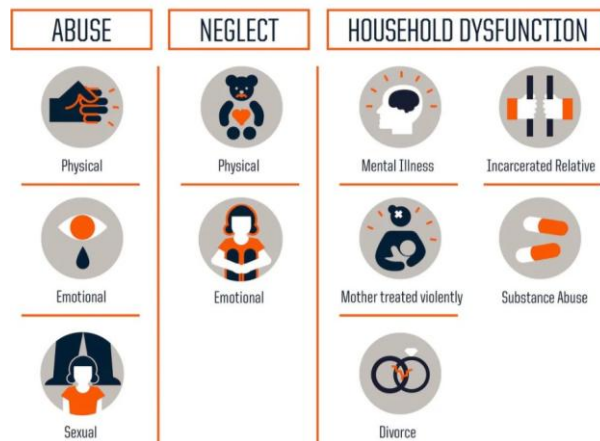 ABUSE
NEGLECT
HOUSEHOLD DYSFUNCTION
Physical
Physical
Mental Illness
Incarcerated Relative
Emotional
Emotional
Mother treated violently
Substance Abuse
Sexual
Divorce